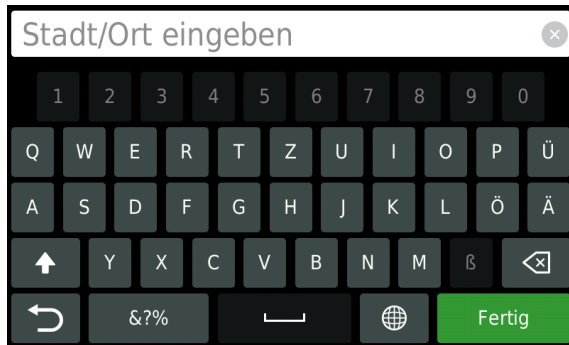 Stadt/Ort eingeben
1 2 3 4 5 6 7 8 9 0
Q W E R T Z U I O P Ü
A S D F G H J K L Ö Ä
Y X C V B N M ß
&?% Fertig